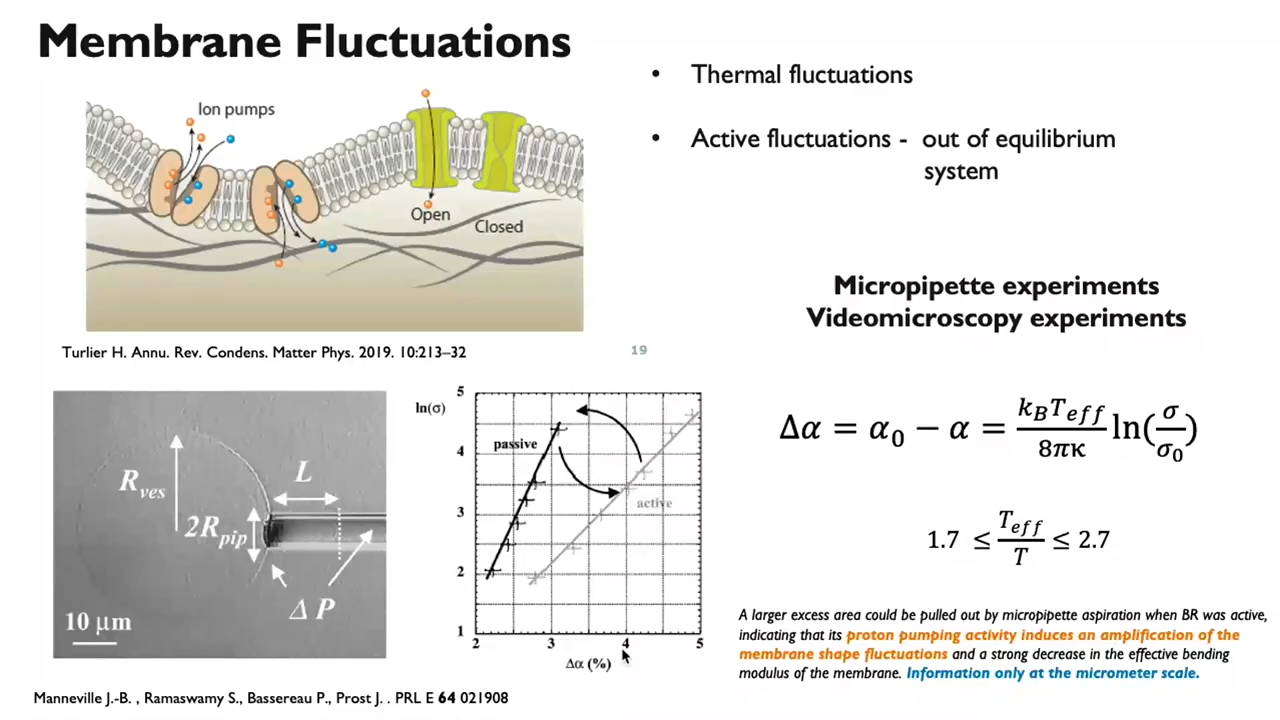 Membrane Fluctuations
• Thermal fluctuations
• Active fluctuations - out of equilibrium
system
Ion pumps
Open
Closed
Turlier H. Annu. Rev. Condens. Matter Phys. 2019. 10:213–32
19
Micropipette experiments
Videomicroscopy experiments
R_ves
L
2R_pip
Δ P
10 μm
ln(σ)
5
4
3
2
1
passive
active
2 3 4 5
Δα (%)
Δα = α₀ − α = k_B T_eff / 8πκ ln(σ/σ₀)
1.7 ≤ T_eff / T ≤ 2.7
A larger excess area could be pulled out by micropipette aspiration when BR was active,
indicating that its proton pumping activity induces an amplification of the
membrane shape fluctuations and a strong decrease in the effective bending
modulus of the membrane. Information only at the micrometer scale.
Manneville J.-B. , Ramaswamy S., Bassereau P., Prost J. . PRL E 64 021908